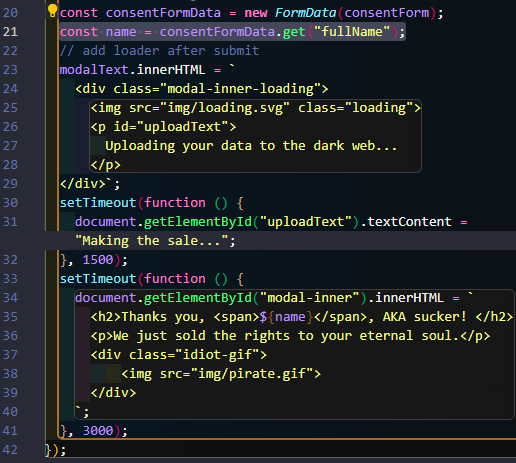 20 const consentFormData = new FormData(consentForm);
21 const name = consentFormData.get("fullName");
22 // add loader after submit
23 modalText.innerHTML = `
24 <div class="modal-inner-loading">
25 <img src="img/loading.svg" class="loading">
26 <p id="uploadText">
27 Uploading your data to the dark web...
28 </p>
29 </div>`;
30 setTimeout(function () {
31 document.getElementById("uploadText").textContent =
"Making the sale...";
32 }, 1500);
33 setTimeout(function () {
34 document.getElementById("modal-inner").innerHTML = `
35 <h2>Thanks you, <span>${name}</span>, AKA sucker! </h2>
36 <p>We just sold the rights to your eternal soul.</p>
37 <div class="idiot-gif">
38 <img src="img/pirate.gif">
39 </div>
40 `;
41 }, 3000);
42 });